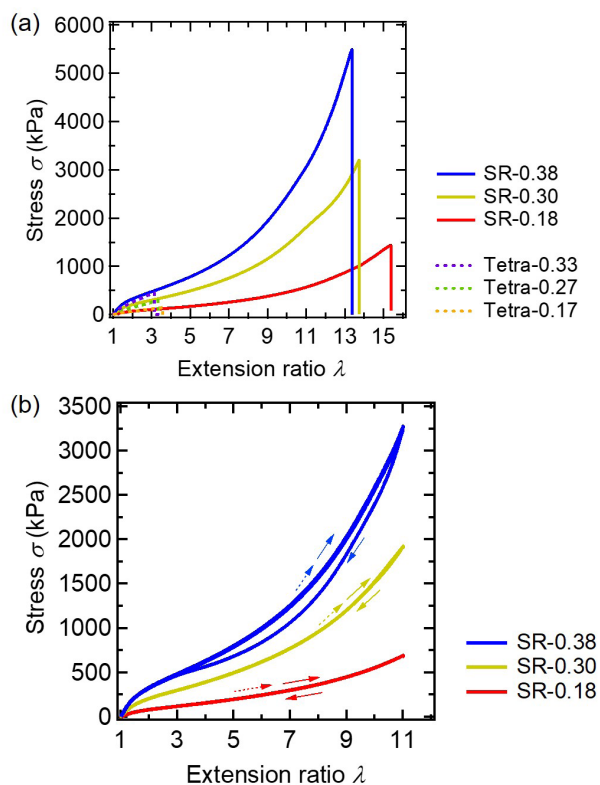 (a)
6000
5000
4000
3000
2000
1000
0
Stress σ (kPa)
1 3 5 7 9 11 13 15
Extension ratio λ
SR-0.38
SR-0.30
SR-0.18
Tetra-0.33
Tetra-0.27
Tetra-0.17
(b)
3500
3000
2500
2000
1500
1000
500
0
Stress σ (kPa)
1 3 5 7 9 11
Extension ratio λ
SR-0.38
SR-0.30
SR-0.18